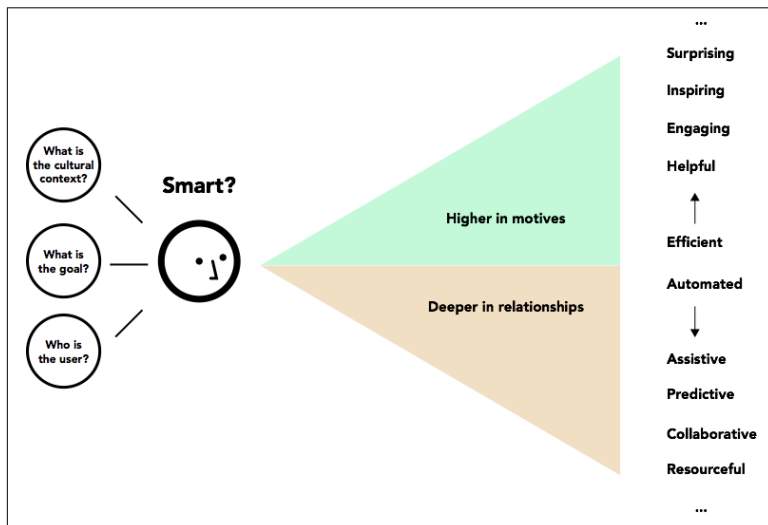 What is
the cultural
context?
What is
the goal?
Who is
the user?
Smart?
Higher in motives
Deeper in relationships
...
Surprising
Inspiring
Engaging
Helpful
Efficient
Automated
Assistive
Predictive
Collaborative
Resourceful
...